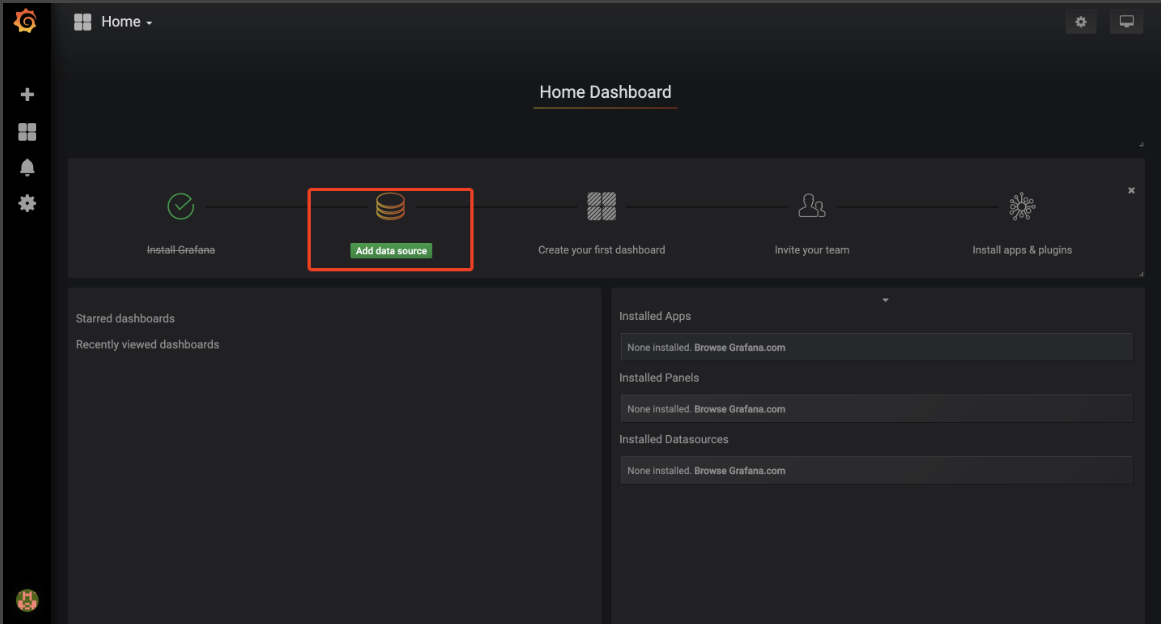 Home
Home Dashboard
Install Grafana
Add data source
Create your first dashboard
Invite your team
Install apps & plugins
Starred dashboards
Recently viewed dashboards
Installed Apps
None installed. Browse Grafana.com
Installed Panels
None installed. Browse Grafana.com
Installed Datasources
None installed. Browse Grafana.com